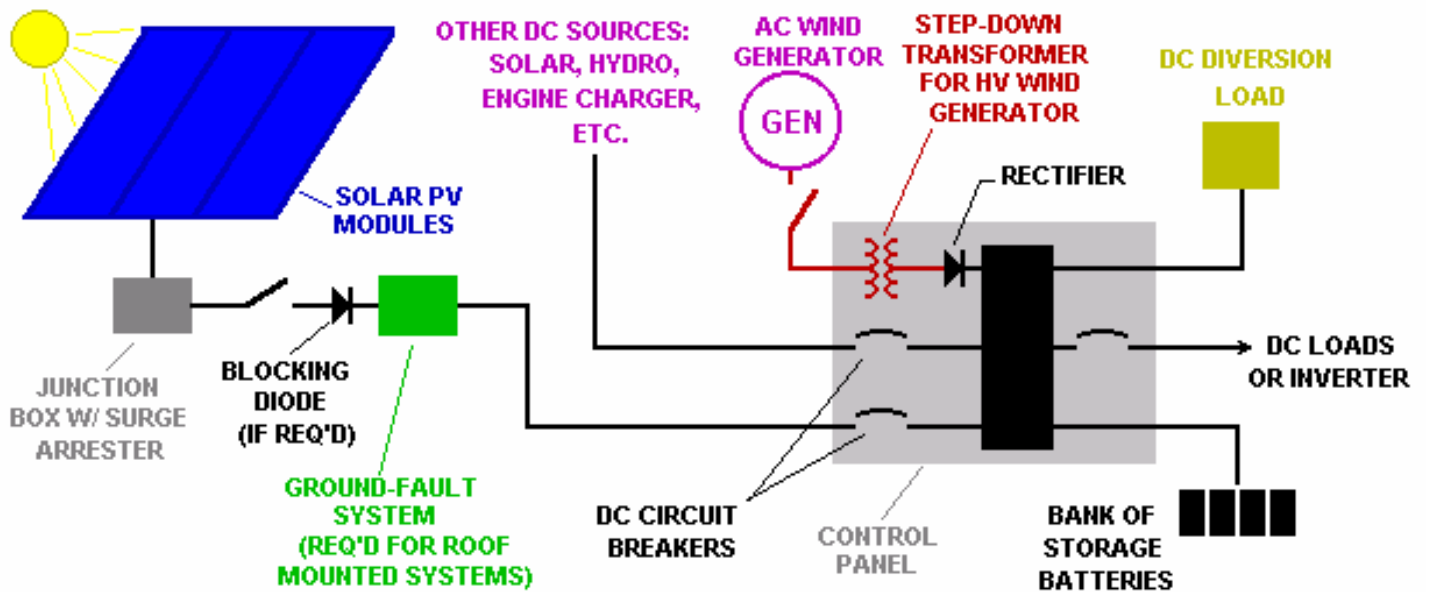 OTHER DC SOURCES:
SOLAR, HYDRO,
ENGINE CHARGER,
ETC.
AC WIND
GENERATOR
GEN
STEP-DOWN
TRANSFORMER
FOR HV WIND
GENERATOR
DC DIVERSION
LOAD
RECTIFIER
SOLAR PV
MODULES
JUNCTION
BOX W/ SURGE
ARRESTER
BLOCKING
DIODE
(IF REQ'D)
GROUND-FAULT
SYSTEM
(REQ'D FOR ROOF
MOUNTED SYSTEMS)
DC CIRCUIT
BREAKERS
CONTROL
PANEL
DC LOADS
OR INVERTER
BANK OF
STORAGE
BATTERIES